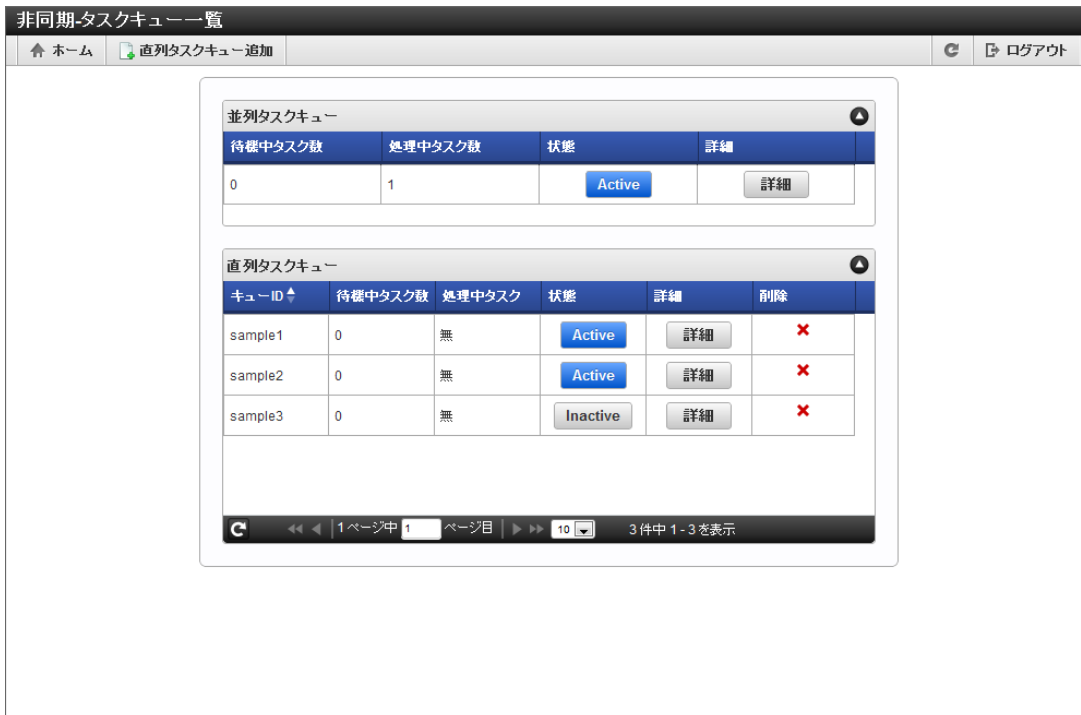 非同期-タスクキュー一覧
ホーム 直列タスクキュー追加 ログアウト
並列タスクキュー
待機中タスク数 処理中タスク数 状態 詳細
0 1 Active 詳細
直列タスクキュー
キューID 待機中タスク数 処理中タスク 状態 詳細 削除
sample1 0 無 Active 詳細
sample2 0 無 Active 詳細
sample3 0 無 Inactive 詳細
1 ページ中 1 ページ目 10 3 件中 1 - 3 を表示